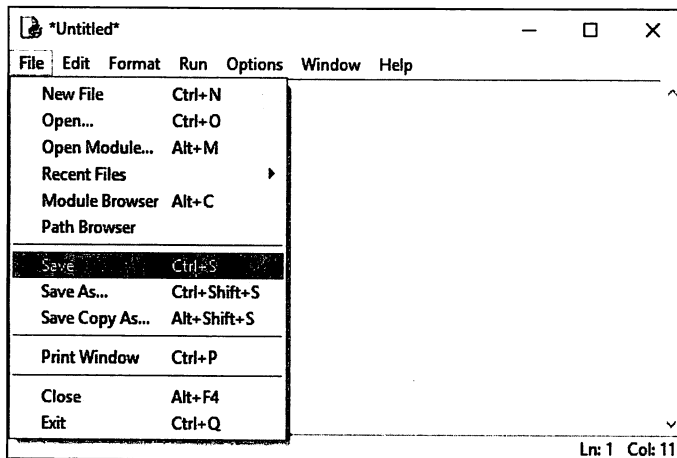 *Untitled*
File Edit Format Run Options Window Help
New File Ctrl+N
Open... Ctrl+O
Open Module... Alt+M
Recent Files
Module Browser Alt+C
Path Browser
Save Ctrl+S
Save As... Ctrl+Shift+S
Save Copy As... Alt+Shift+S
Print Window Ctrl+P
Close Alt+F4
Exit Ctrl+Q
Ln: 1 Col: 11